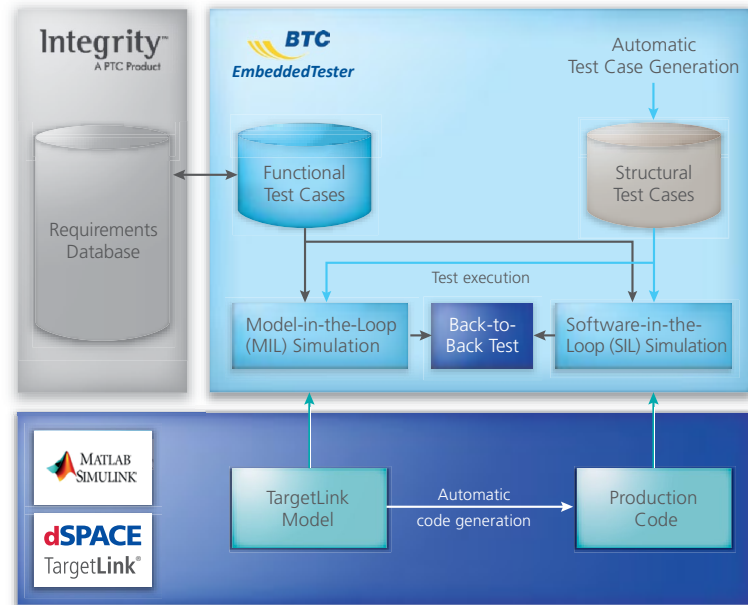 Integrity™
A PTC Product
BTC
EmbeddedTester
Automatic
Test Case Generation
Functional
Test Cases
Structural
Test Cases
Requirements
Database
Test execution
Model-in-the-Loop
(MIL) Simulation
Back-to-
Back Test
Software-in-the-
Loop (SIL) Simulation
MATLAB
SIMULINK®
TargetLink
Model
Automatic
code generation
Production
Code
dSPACE
TargetLink®